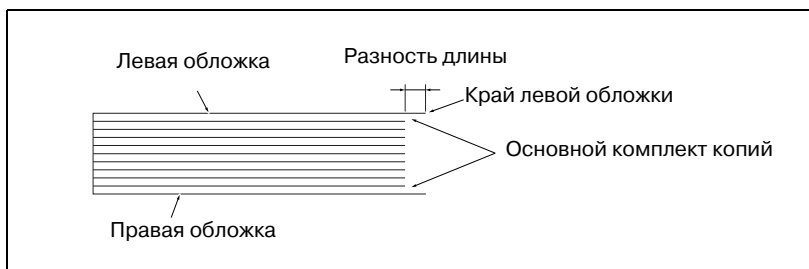 Разность длины
Левая обложка
Край левой обложки
Основной комплект копий
Правая обложка